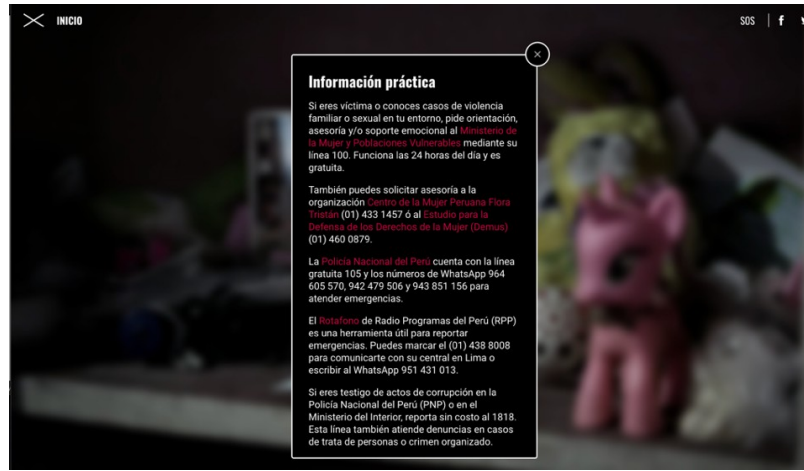 INICIO
SOS
f
Información práctica
Si eres víctima o conoces casos de violencia
familiar o sexual en tu entorno, pide orientación,
asesoría y/o soporte emocional al Ministerio de
la Mujer y Poblaciones Vulnerables mediante su
línea 100. Funciona las 24 horas del día y es
gratuita.
También puedes solicitar asesoría a la
organización Centro de la Mujer Peruana Flora
Tristán (01) 433 1457 ó al Estudio para la
Defensa de los Derechos de la Mujer (Demus)
(01) 460 0879.
La Policía Nacional del Perú cuenta con la línea
gratuita 105 y los números de WhatsApp 964
605 570, 942 479 506 y 943 851 156 para
atender emergencias.
El Rotafono de Radio Programas del Perú (RPP)
es una herramienta útil para reportar
emergencias. Puedes marcar el (01) 438 8008
para comunicarte con su central en Lima o
escribir al WhatsApp 951 431 013.
Si eres testigo de actos de corrupción en la
Policía Nacional del Perú (PNP) o en el
Ministerio del Interior, reporta sin costo al 1818.
Esta línea también atiende denuncias en casos
de trata de personas o crimen organizado.